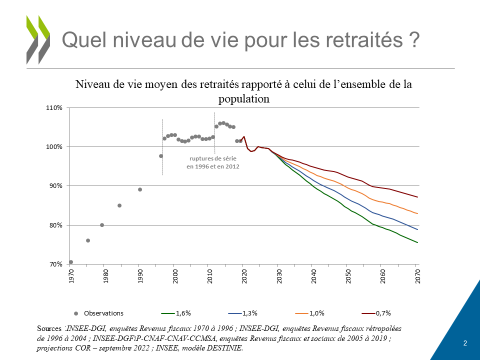 Quel niveau de vie pour les retraités ?
Niveau de vie moyen des retraités rapporté à celui de l'ensemble de la
population
110%
100%
90%
80%
70%
ruptures de série
en 1996 et en 2012
1970
1980
1990
2000
2010
2020
2030
2040
2050
2060
2070
Observations 1,6% 1,3% 1,0% 0,7%
Sources :INSEE-DGI, enquêtes Revenus fiscaux 1970 à 1996 ; INSEE-DGI, enquêtes Revenus fiscaux rétropolées
de 1996 à 2004 ; INSEE-DGFiP-CNAF-CNAV-CCMSA, enquêtes Revenus fiscaux et sociaux de 2005 à 2019 ;
projections COR – septembre 2022 ; INSEE, modèle DESTINIE.
2